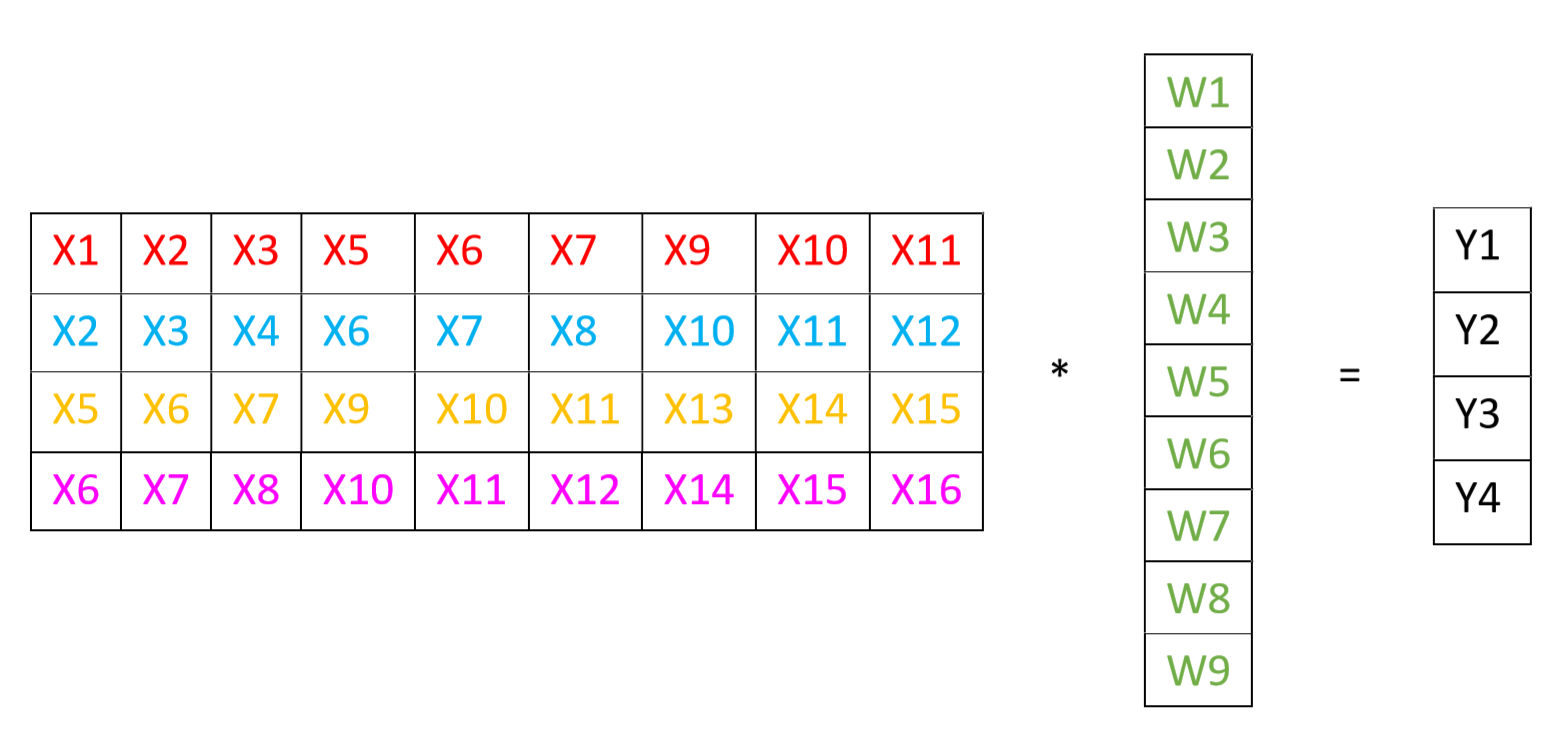 X1 X2 X3 X5 X6 X7 X9 X10 X11
X2 X3 X4 X6 X7 X8 X10 X11 X12
X5 X6 X7 X9 X10 X11 X13 X14 X15
X6 X7 X8 X10 X11 X12 X14 X15 X16
*
W1
W2
W3
W4
W5
W6
W7
W8
W9
=
Y1
Y2
Y3
Y4